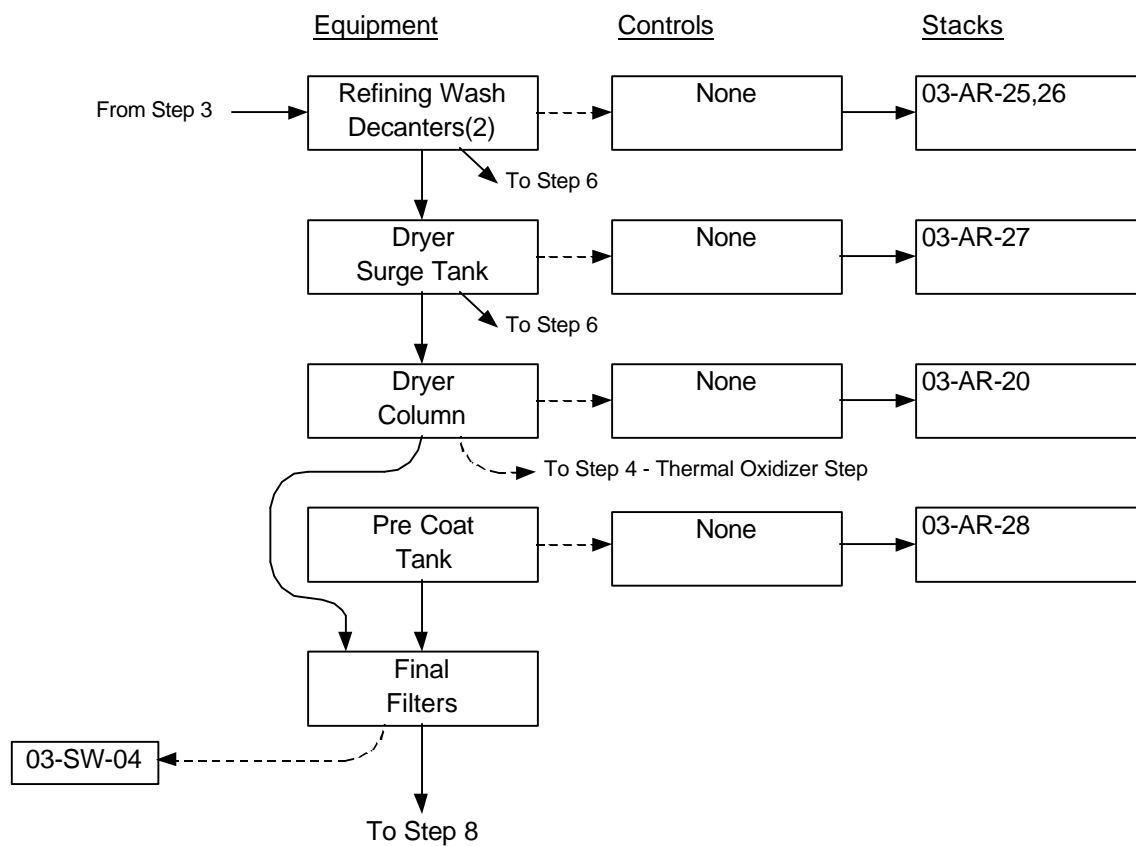 Equipment Controls Stacks
From Step 3
Refining Wash
Decanters(2)
None
03-AR-25,26
To Step 6
Dryer
Surge Tank
None
03-AR-27
To Step 6
Dryer
Column
None
03-AR-20
To Step 4 - Thermal Oxidizer Step
Pre Coat
Tank
None
03-AR-28
Final
Filters
03-SW-04
To Step 8